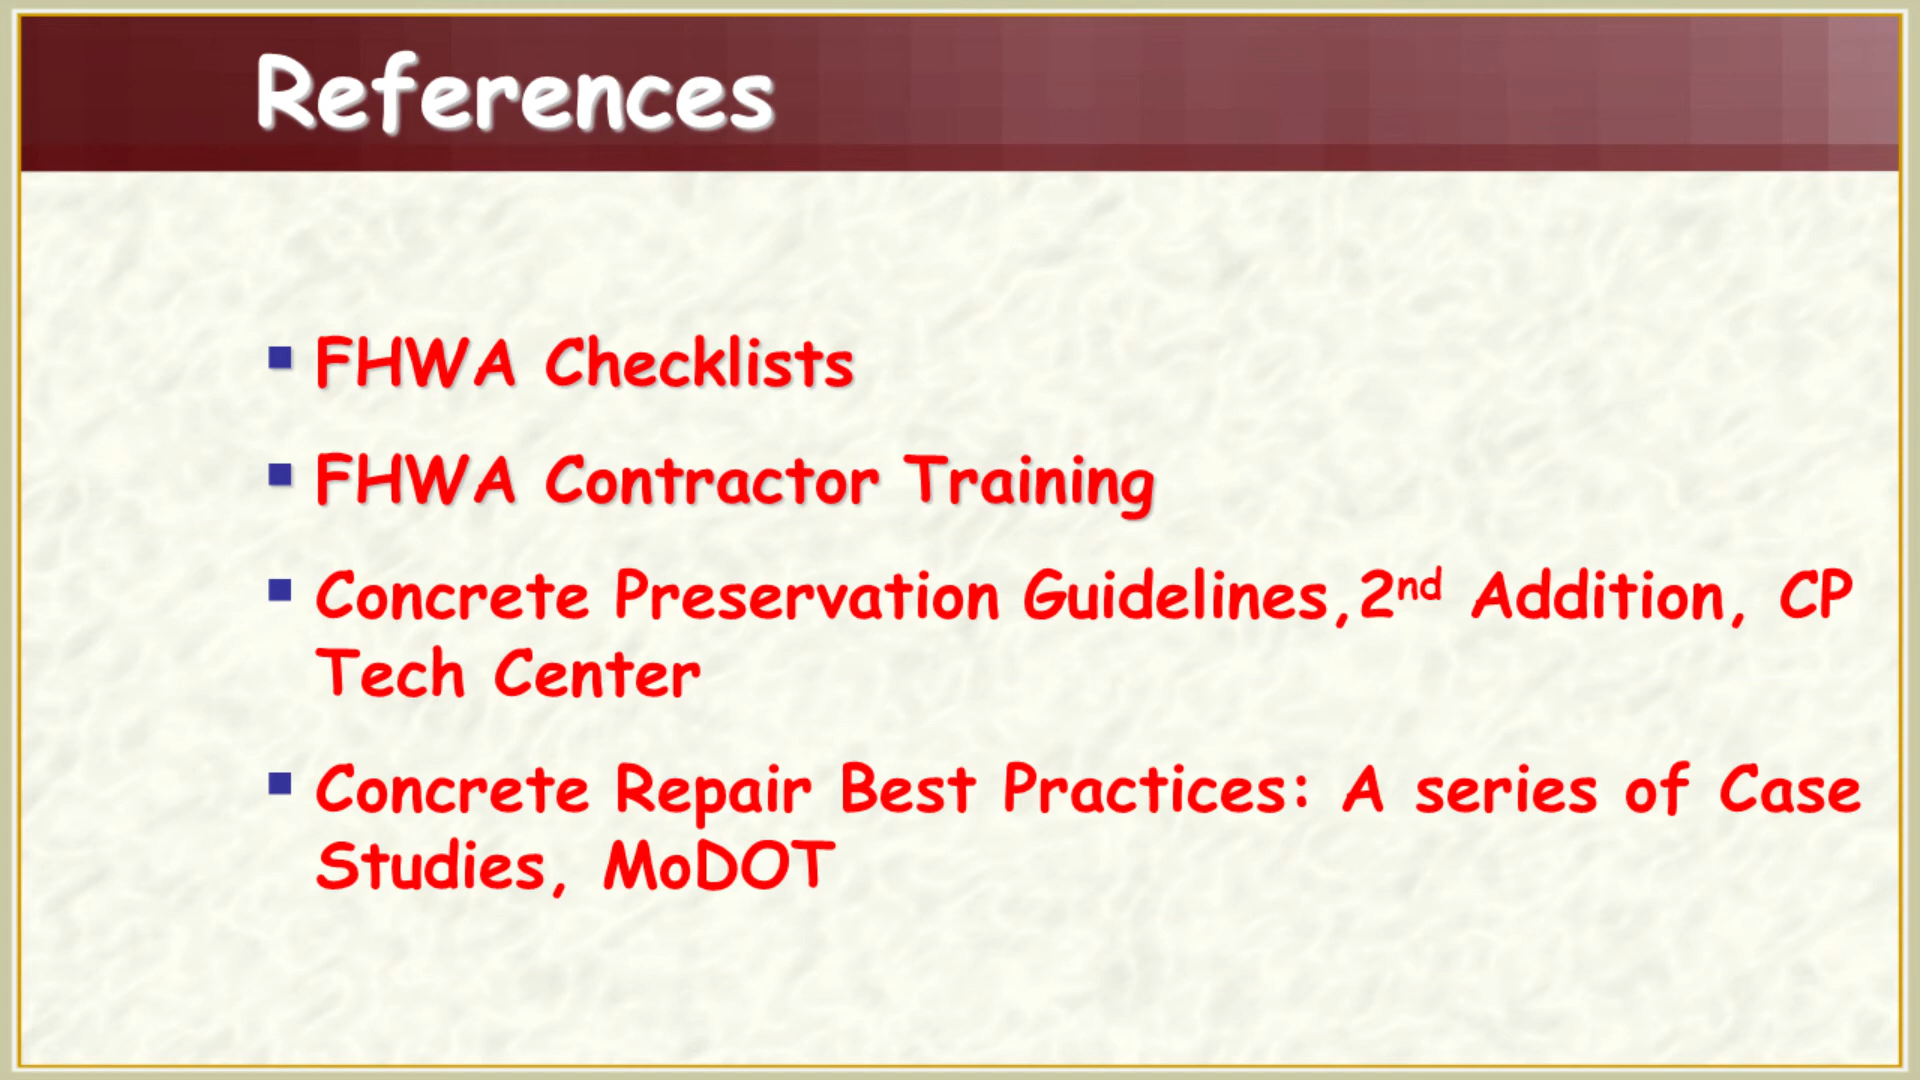 References
FHWA Checklists
FHWA Contractor Training
Concrete Preservation Guidelines,2nd Addition, CP
Tech Center
Concrete Repair Best Practices: A series of Case
Studies, MoDOT